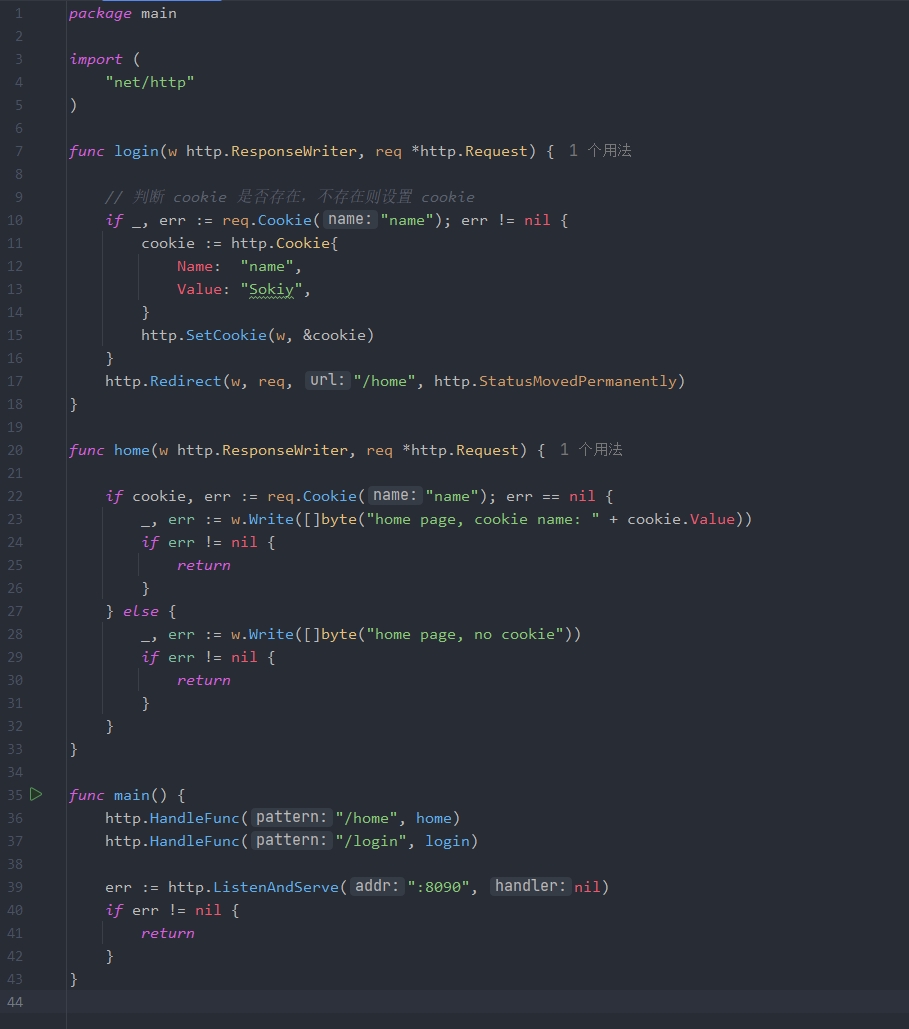 1 package main
2
3 import (
4     "net/http"
5 )
6
7 func login(w http.ResponseWriter, req *http.Request) { 1 个用法
8
9     // 判断 cookie 是否存在，不存在则设置 cookie
10     if _, err := req.Cookie( name: "name"); err != nil {
11         cookie := http.Cookie{
12             Name:  "name",
13             Value: "Sokiy",
14         }
15         http.SetCookie(w, &cookie)
16     }
17     http.Redirect(w, req, url: "/home", http.StatusMovedPermanently)
18 }
19
20 func home(w http.ResponseWriter, req *http.Request) { 1 个用法
21
22     if cookie, err := req.Cookie( name: "name"); err == nil {
23         _, err := w.Write([]byte("home page, cookie name: " + cookie.Value))
24         if err != nil {
25             return
26         }
27     } else {
28         _, err := w.Write([]byte("home page, no cookie"))
29         if err != nil {
30             return
31         }
32     }
33 }
34
35 func main() {
36     http.HandleFunc( pattern: "/home", home)
37     http.HandleFunc( pattern: "/login", login)
38
39     err := http.ListenAndServe( addr: ":8090", handler: nil)
40     if err != nil {
41         return
42     }
43 }
44